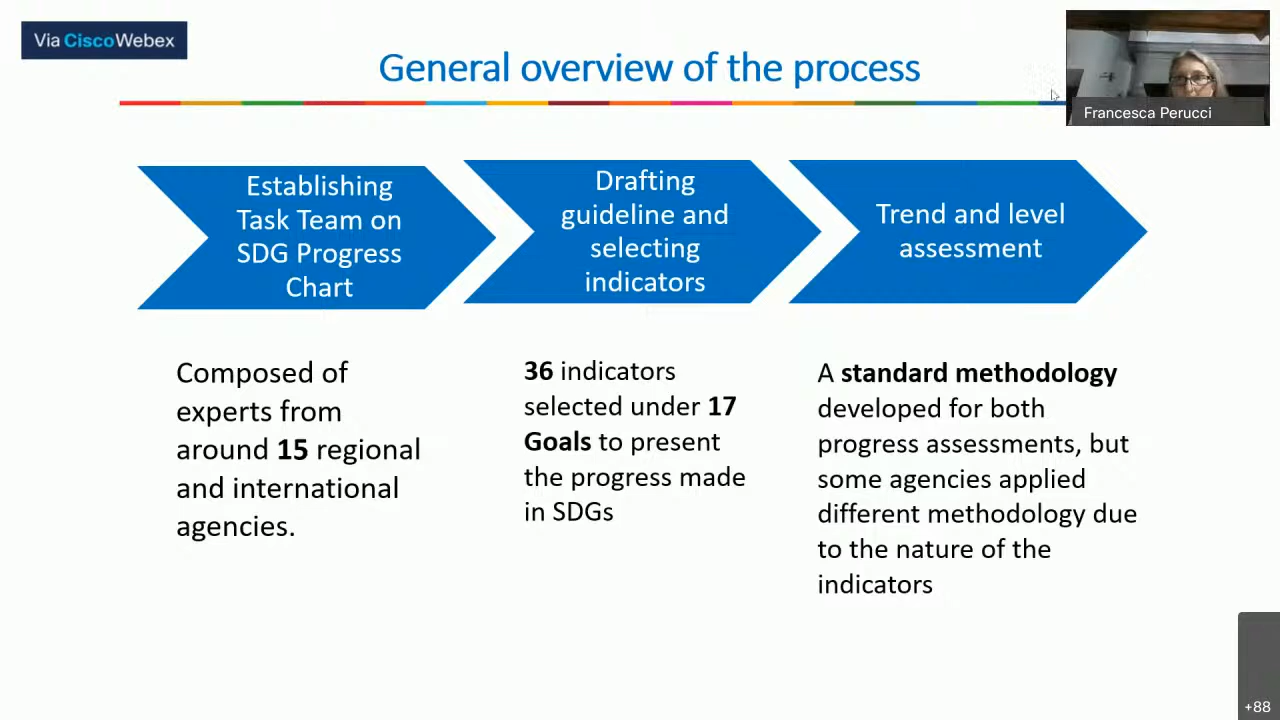 Via CiscoWebex
General overview of the process
Francesca Perucci
Establishing
Task Team on
SDG Progress
Chart
Drafting
guideline and
selecting
indicators
Trend and level
assessment
Composed of
experts from
around 15 regional
and international
agencies.
36 indicators
selected under 17
Goals to present
the progress made
in SDGs
A standard methodology
developed for both
progress assessments, but
some agencies applied
different methodology due
to the nature of the
indicators
+88